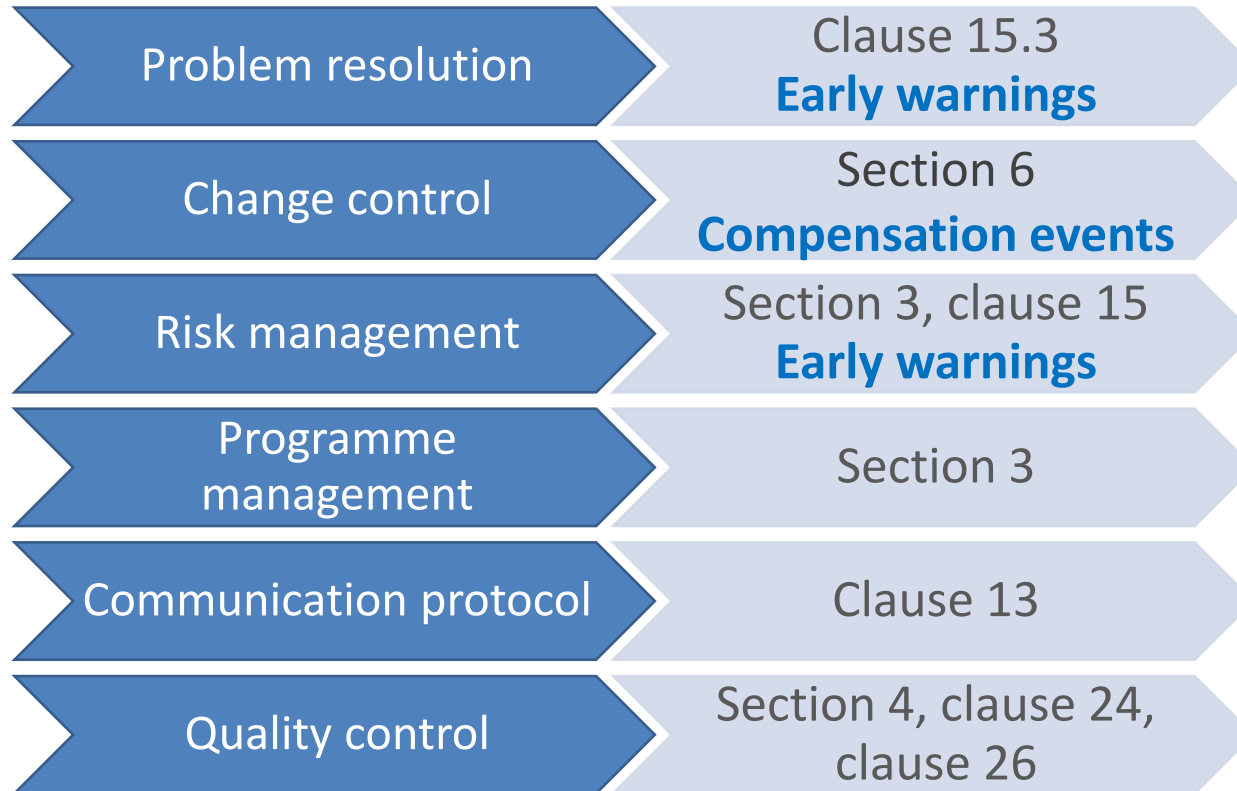 Problem resolution
Clause 15.3
Early warnings
Change control
Section 6
Compensation events
Risk management
Section 3, clause 15
Early warnings
Programme
management
Section 3
Communication protocol
Clause 13
Quality control
Section 4, clause 24,
clause 26